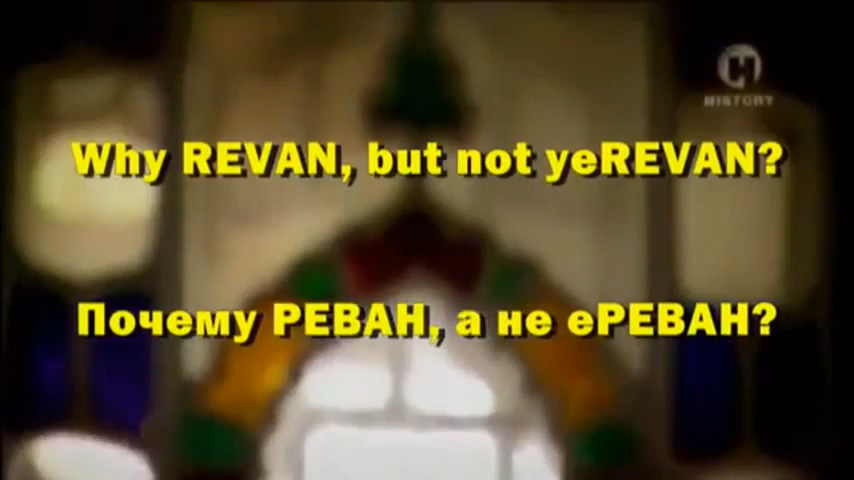 HISTORY
Why REVAN, but not yeREVAN?
Почему РЕВАН, а не еРЕВАН?